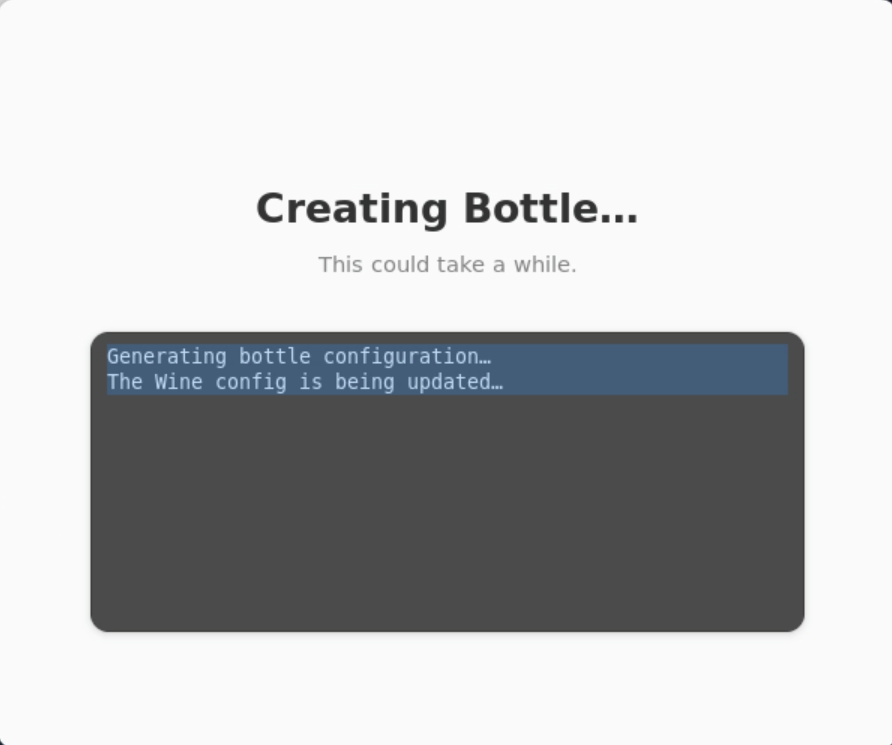 Creating Bottle…
This could take a while.
Generating bottle configuration…
The Wine config is being updated…